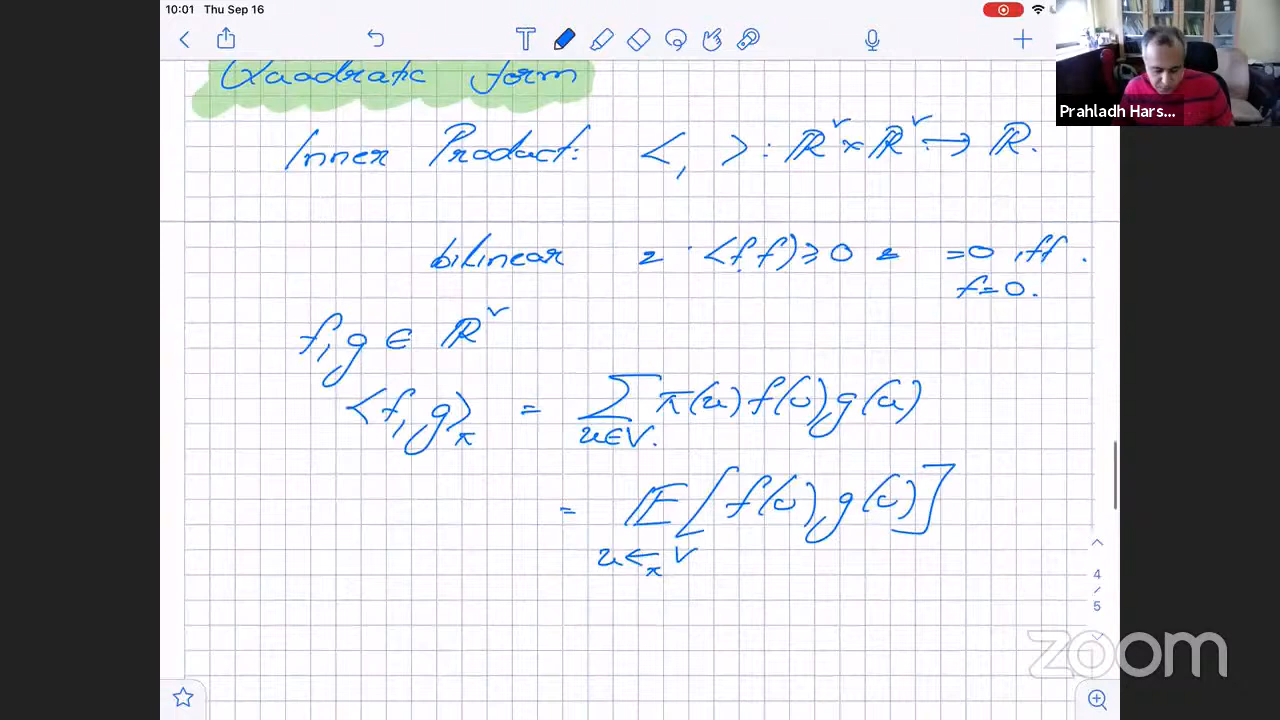 10:01 Thu Sep 16
Quadratic form
Prahladh Hars...
Inner Product: < , > : ℝ^V × ℝ^V → ℝ.
bilinear & <f,f) ≥ 0 & =0 iff.
f=0.
f, g ∈ ℝ^V
<f, g>_π = ∑_{u∈V.} π(u) f(u) g(u)
= 𝔼_{u ←_π V} [f(u) g(u)]
4
/
5
zoom